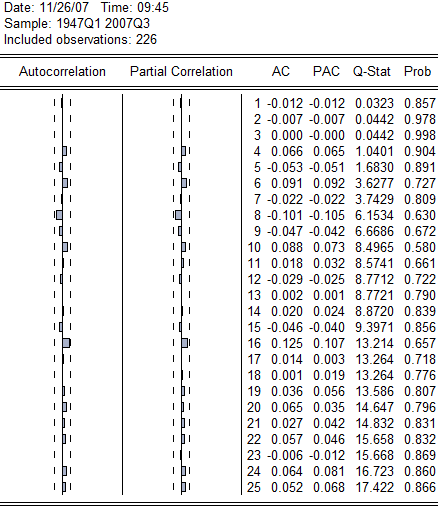 Date: 11/26/07 Time: 09:45
Sample: 1947Q1 2007Q3
Included observations: 226
Autocorrelation Partial Correlation AC PAC Q-Stat Prob
1 -0.012 -0.012 0.0323 0.857
2 -0.007 -0.007 0.0442 0.978
3 0.000 -0.000 0.0442 0.998
4 0.066 0.065 1.0401 0.904
5 -0.053 -0.051 1.6830 0.891
6 0.091 0.092 3.6277 0.727
7 -0.022 -0.022 3.7429 0.809
8 -0.101 -0.105 6.1534 0.630
9 -0.047 -0.042 6.6686 0.672
10 0.088 0.073 8.4965 0.580
11 0.018 0.032 8.5741 0.661
12 -0.029 -0.025 8.7712 0.722
13 0.002 0.001 8.7721 0.790
14 0.020 0.024 8.8720 0.839
15 -0.046 -0.040 9.3971 0.856
16 0.125 0.107 13.214 0.657
17 0.014 0.003 13.264 0.718
18 0.001 0.019 13.264 0.776
19 0.036 0.056 13.586 0.807
20 0.065 0.035 14.647 0.796
21 0.027 0.042 14.832 0.831
22 0.057 0.046 15.658 0.832
23 -0.006 -0.012 15.668 0.869
24 0.064 0.081 16.723 0.860
25 0.052 0.068 17.422 0.866